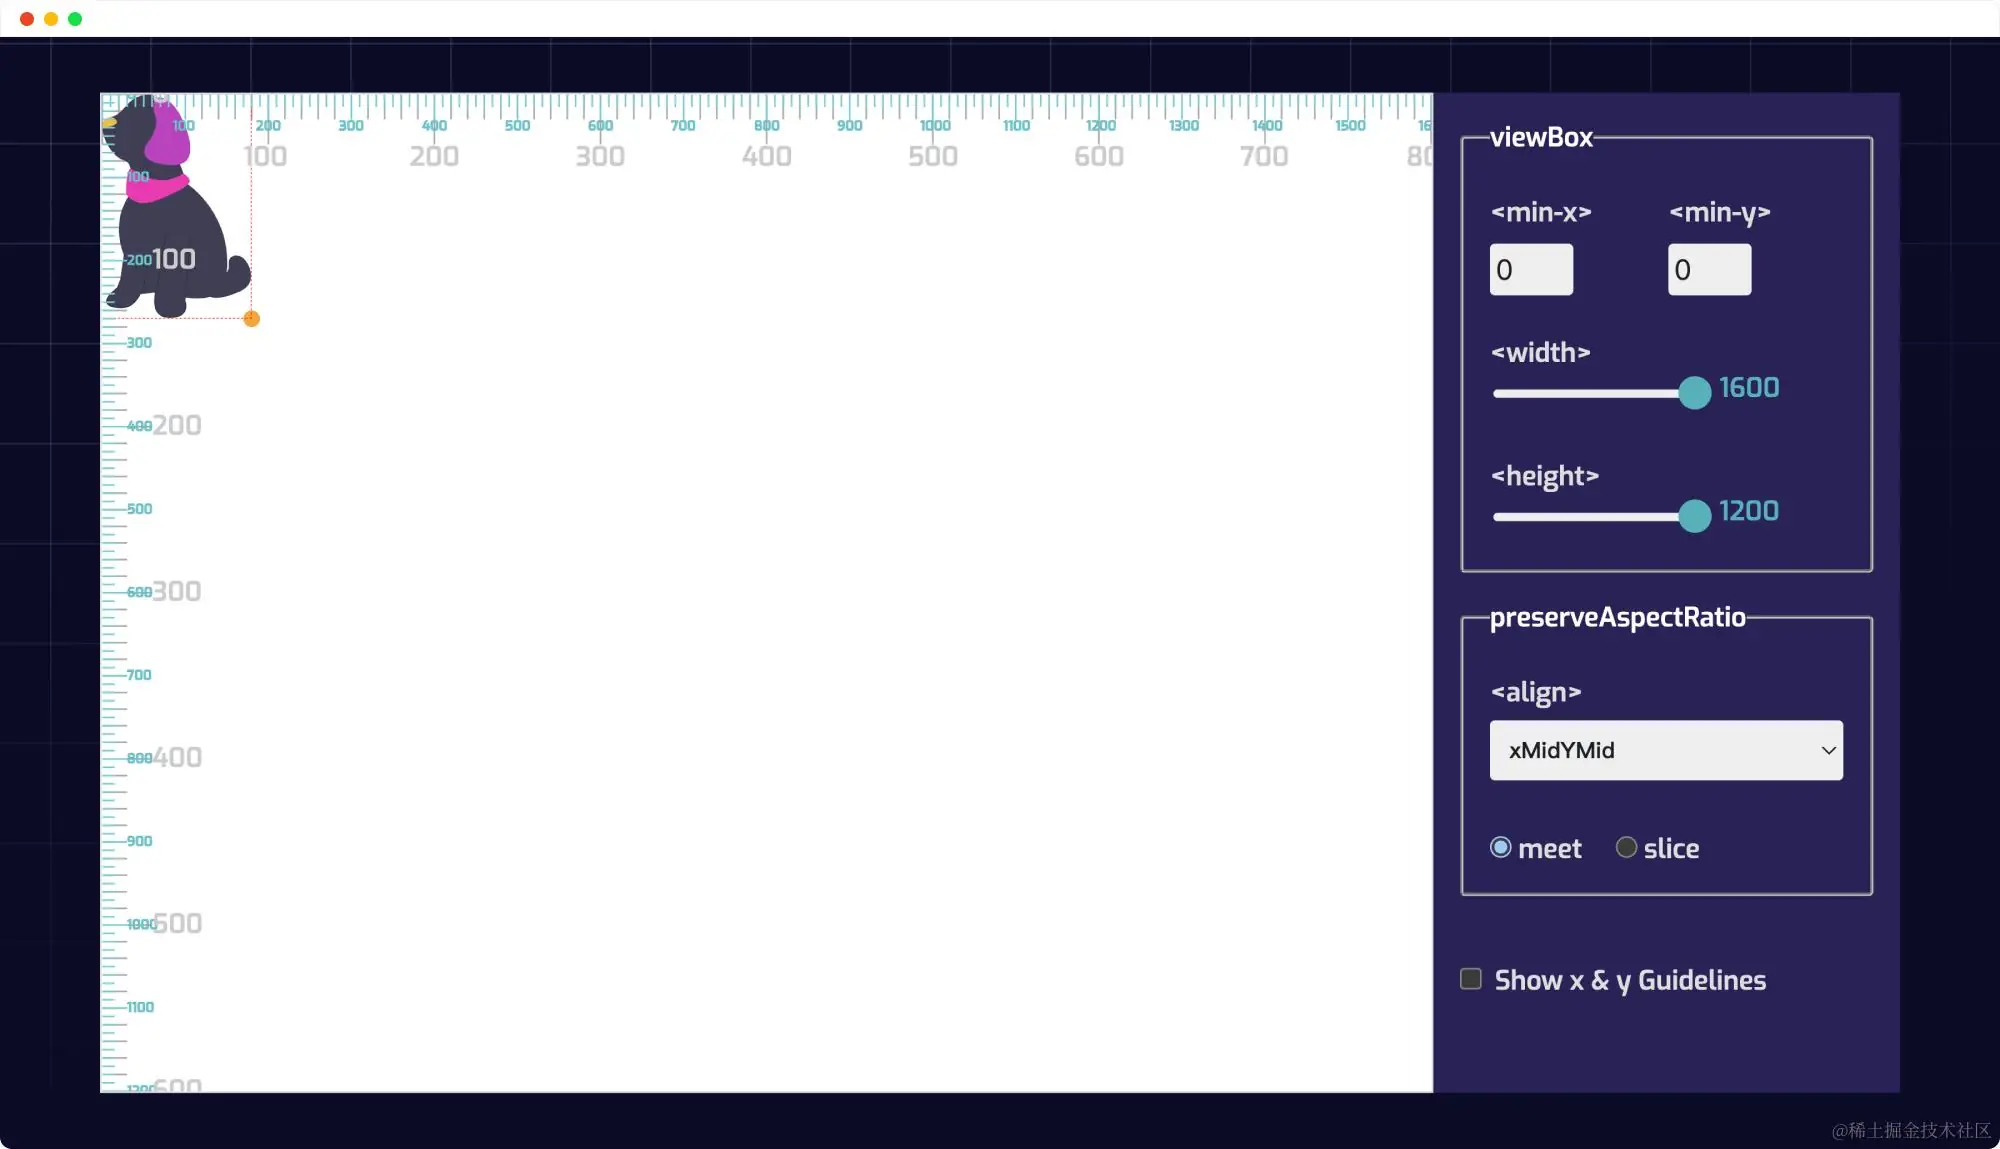 100 200 300 400 500 600 700 800 900 1000 1100 1200 1300 1400 1500 16
100 200 300 400 500 600 700 80
100
200 100
300
400 200
500
600 300
700
800 400
900
1000 500
1100
1200 600
viewBox
<min-x> <min-y>
0 0
<width>
1600
<height>
1200
preserveAspectRatio
<align>
xMidYMid
meet slice
Show x & y Guidelines
@稀土掘金技术社区